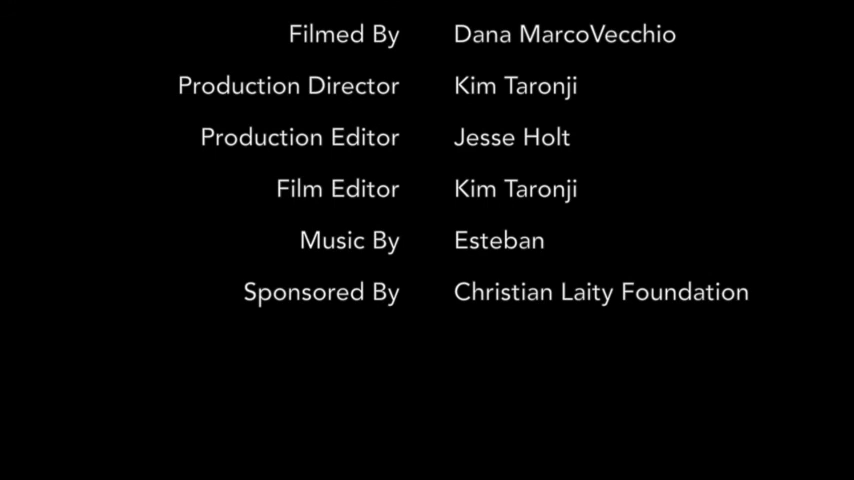 Filmed By Dana MarcoVecchio
Production Director Kim Taronji
Production Editor Jesse Holt
Film Editor Kim Taronji
Music By Esteban
Sponsored By Christian Laity Foundation